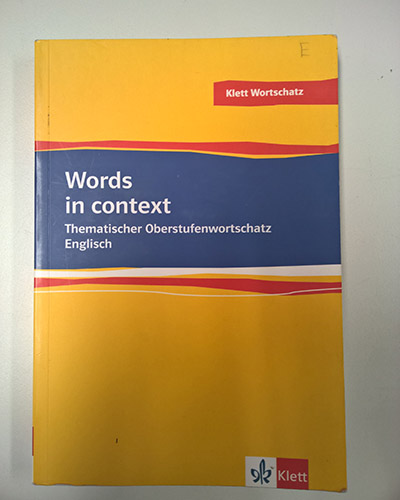 E
Klett Wortschatz
Words
in context
Thematischer Oberstufenwortschatz
Englisch
Klett